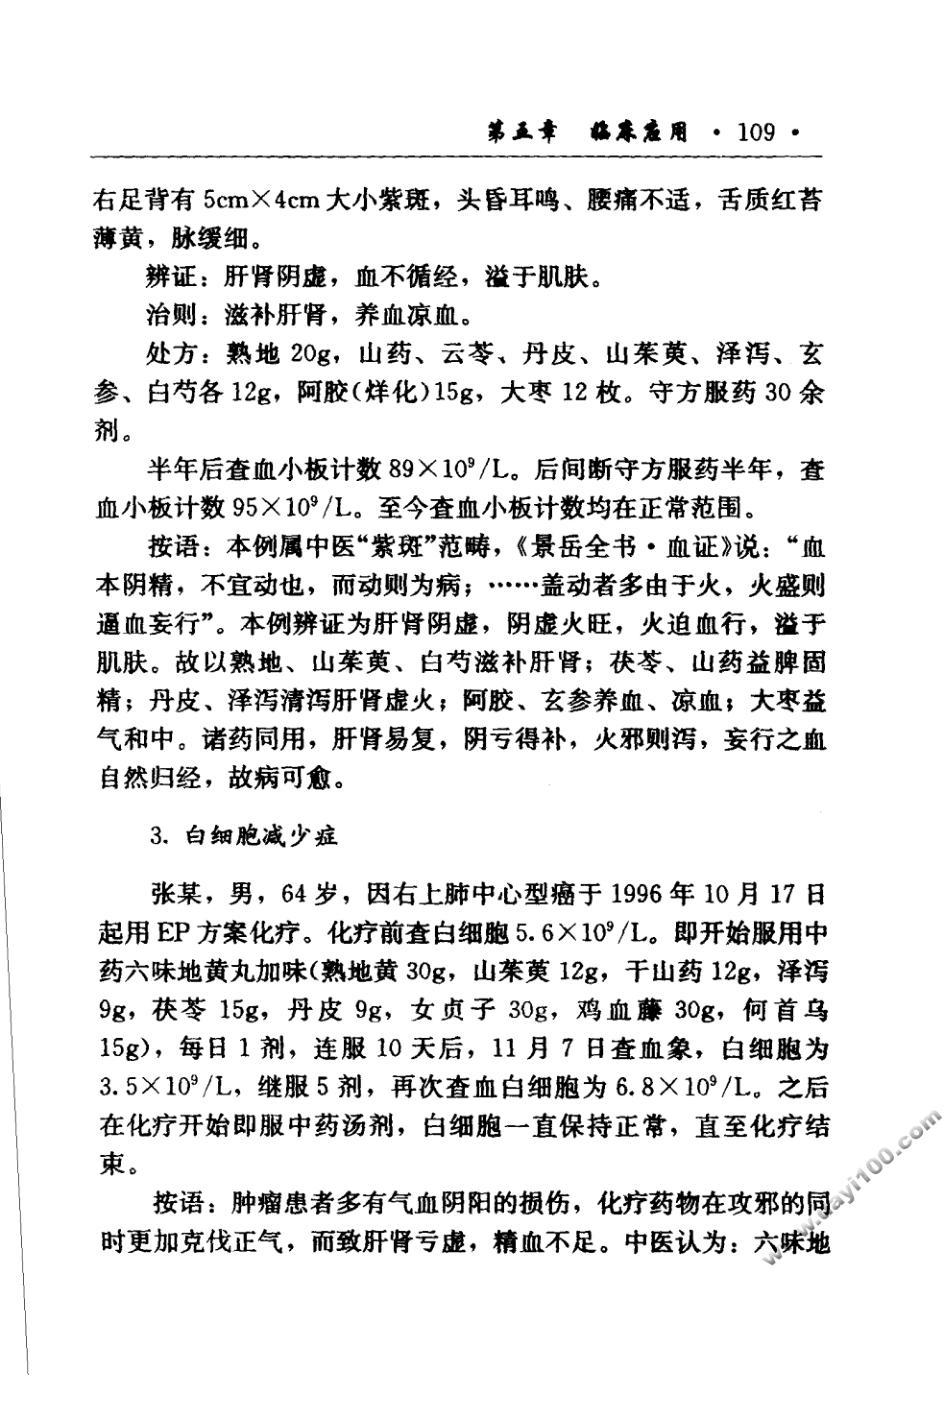 第五章 临床应用 · 109 ·
右足背有 5cm×4cm 大小紫斑，头昏耳鸣、腰痛不适，舌质红苔
薄黄，脉缓细。
辨证：肝肾阴虚，血不循经，溢于肌肤。
治则：滋补肝肾，养血凉血。
处方：熟地 20g，山药、云苓、丹皮、山茱萸、泽泻、玄
参、白芍各 12g，阿胶(烊化)15g，大枣 12 枚。守方服药 30 余
剂。
半年后查血小板计数 89×10⁹/L。后间断守方服药半年，查
血小板计数 95×10⁹/L。至今查血小板计数均在正常范围。
按语：本例属中医“紫斑”范畴，《景岳全书·血证》说：“血
本阴精，不宜动也，而动则为病；……盖动者多由于火，火盛则
逼血妄行”。本例辨证为肝肾阴虚，阴虚火旺，火迫血行，溢于
肌肤。故以熟地、山茱萸、白芍滋补肝肾；茯苓、山药益脾固
精；丹皮、泽泻清泻肝肾虚火；阿胶、玄参养血、凉血；大枣益
气和中。诸药同用，肝肾易复，阴亏得补，火邪则泻，妄行之血
自然归经，故病可愈。
3. 白细胞减少症
张某，男，64 岁，因右上肺中心型癌于 1996 年 10 月 17 日
起用 EP 方案化疗。化疗前查白细胞 5.6×10⁹/L。即开始服用中
药六味地黄丸加味(熟地黄 30g，山茱萸 12g，干山药 12g，泽泻
9g，茯苓 15g，丹皮 9g，女贞子 30g，鸡血藤 30g，何首乌
15g)，每日 1 剂，连服 10 天后，11 月 7 日查血象，白细胞为
3.5×10⁹/L，继服 5 剂，再次查血白细胞为 6.8×10⁹/L。之后
在化疗开始即服中药汤剂，白细胞一直保持正常，直至化疗结
束。
按语：肿瘤患者多有气血阴阳的损伤，化疗药物在攻邪的同
时更加克伐正气，而致肝肾亏虚，精血不足。中医认为：六味地
www.dayi100.com